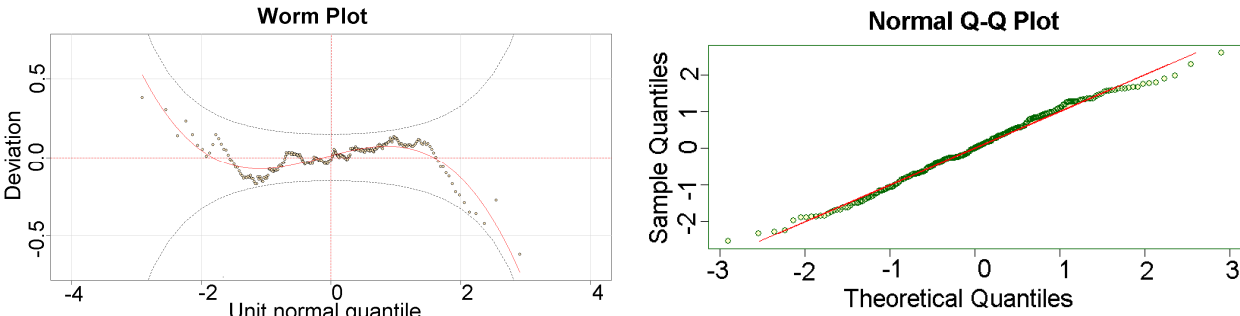 Worm Plot
Deviation
0.5
0.0
-0.5
-4 -2 0 2 4
Unit normal quantile
Normal Q-Q Plot
Sample Quantiles
2
1
0
-1
-2
-3 -2 -1 0 1 2 3
Theoretical Quantiles